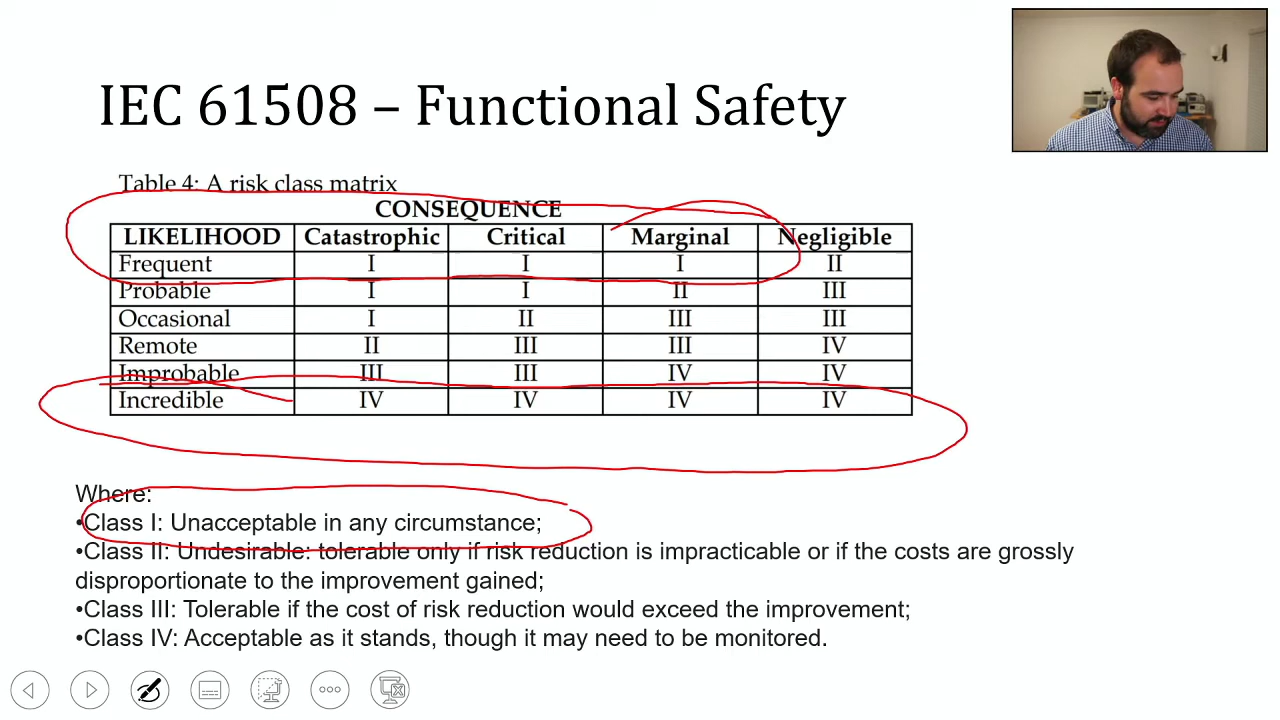 IEC 61508 – Functional Safety
Table 4: A risk class matrix
CONSEQUENCE
LIKELIHOOD Catastrophic Critical Marginal Negligible
Frequent I I I II
Probable I I II III
Occasional I II III III
Remote II III III IV
Improbable III III IV IV
Incredible IV IV IV IV
Where:
•Class I: Unacceptable in any circumstance;
•Class II: Undesirable: tolerable only if risk reduction is impracticable or if the costs are grossly
disproportionate to the improvement gained;
•Class III: Tolerable if the cost of risk reduction would exceed the improvement;
•Class IV: Acceptable as it stands, though it may need to be monitored.